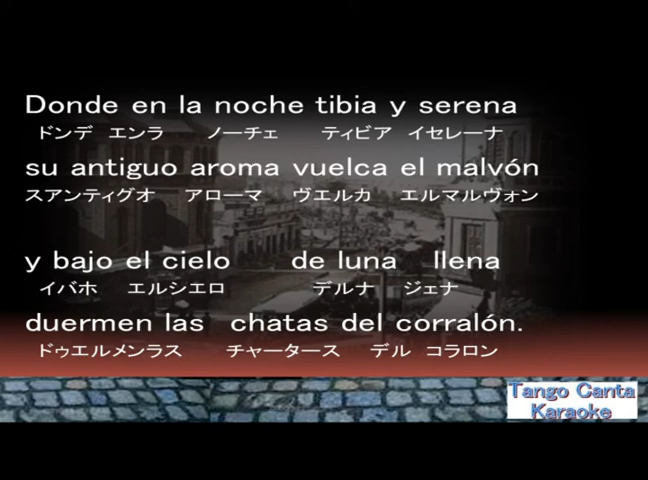 Donde en la noche tibia y serena
ドンデ エンラ ノーチェ ティビア イセレーナ
su antiguo aroma vuelca el malvón
スアンティグオ アローマ ヴエルカ エルマルヴォン
y bajo el cielo de luna llena
イバホ エルシエロ デルナ ジェナ
duermen las chatas del corralón.
ドゥエルメンラス チャータース デル コラロン
Tango Canta
Karaoke